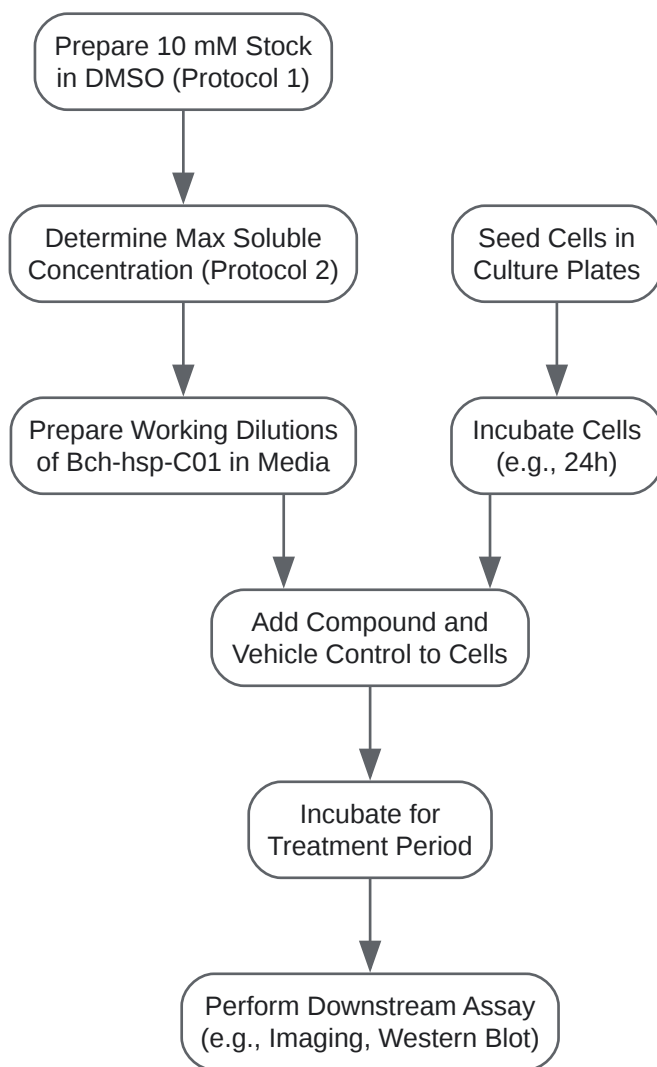 Prepare 10 mM Stock
in DMSO (Protocol 1)
Determine Max Soluble
Concentration (Protocol 2)
Seed Cells in
Culture Plates
Prepare Working Dilutions
of Bch-hsp-C01 in Media
Incubate Cells
(e.g., 24h)
Add Compound and
Vehicle Control to Cells
Incubate for
Treatment Period
Perform Downstream Assay
(e.g., Imaging, Western Blot)